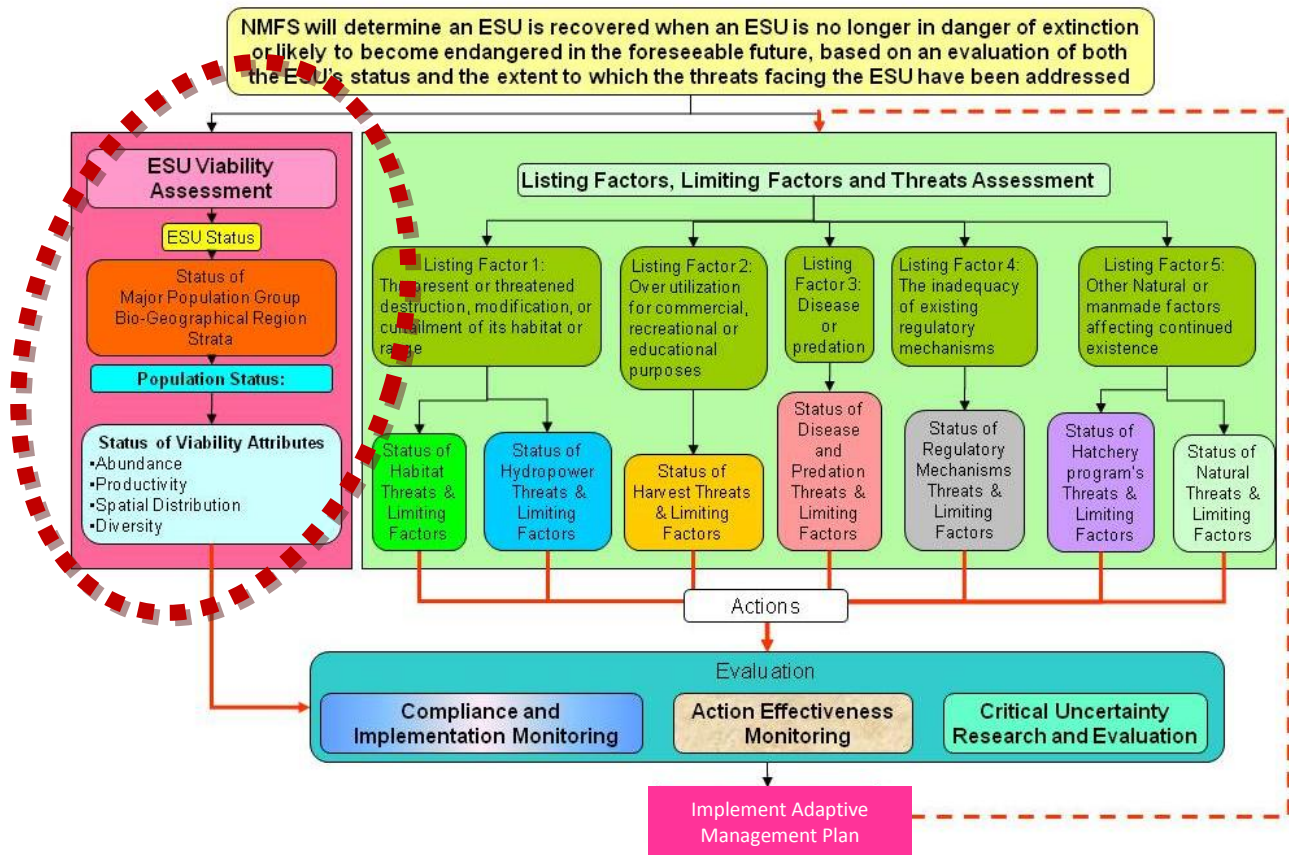 NMFS will determine an ESU is recovered when an ESU is no longer in danger of extinction
or likely to become endangered in the foreseeable future, based on an evaluation of both
the ESU's status and the extent to which the threats facing the ESU have been addressed
ESU Viability
Assessment
ESU Status
Status of
Major Population Group
Bio-Geographical Region
Strata
Population Status:
Status of Viability Attributes
▪Abundance
▪Productivity
▪Spatial Distribution
▪Diversity
Listing Factors, Limiting Factors and Threats Assessment
Listing Factor 1:
The present or threatened
destruction, modification, or
curtailment of its habitat or
range
Listing Factor 2:
Over utilization
for commercial,
recreational or
educational
purposes
Listing
Factor 3:
Disease
or
predation
Listing Factor 4:
The inadequacy
of existing
regulatory
mechanisms
Listing Factor 5:
Other Natural or
manmade factors
affecting continued
existence
Status of
Habitat
Threats &
Limiting
Factors
Status of
Hydropower
Threats &
Limiting
Factors
Status of
Harvest Threats
& Limiting
Factors
Status of
Disease
and
Predation
Threats &
Limiting
Factors
Status of
Regulatory
Mechanisms
Threats &
Limiting
Factors
Status of
Hatchery
program's
Threats &
Limiting
Factors
Status of
Natural
Threats &
Limiting
Factors
Actions
Evaluation
Compliance and
Implementation Monitoring
Action Effectiveness
Monitoring
Critical Uncertainty
Research and Evaluation
Implement Adaptive
Management Plan